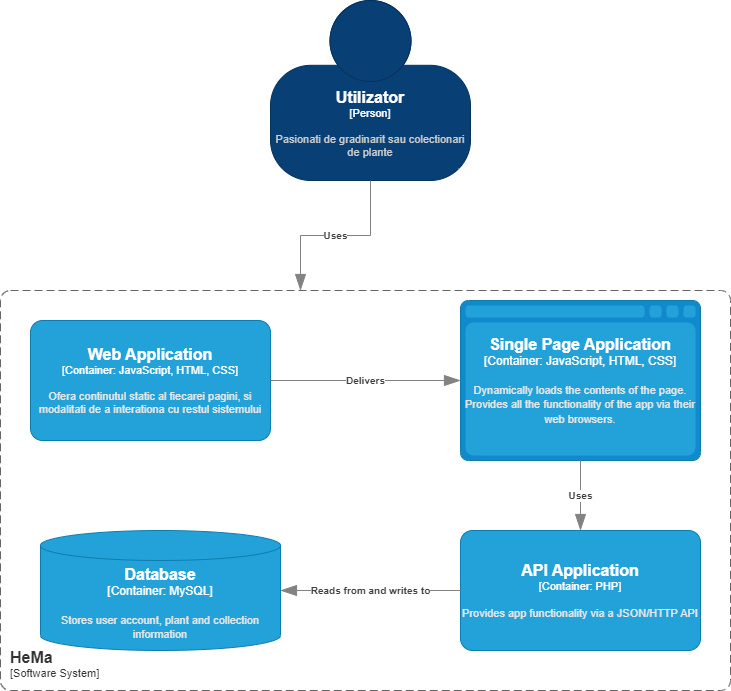 Utilizator
[Person]
Pasionati de gradinarit sau colectionari
de plante
Uses
Web Application
[Container: JavaScript, HTML, CSS]
Ofera continutul static al fiecarei pagini, si
modalitati de a interationa cu restul sistemului
Delivers
Single Page Application
[Container: JavaScript, HTML, CSS]
Dynamically loads the contents of the page.
Provides all the functionality of the app via their
web browsers.
Uses
Database
[Container: MySQL]
Stores user account, plant and collection
information
Reads from and writes to
API Application
[Container: PHP]
Provides app functionality via a JSON/HTTP API
HeMa
[Software System]